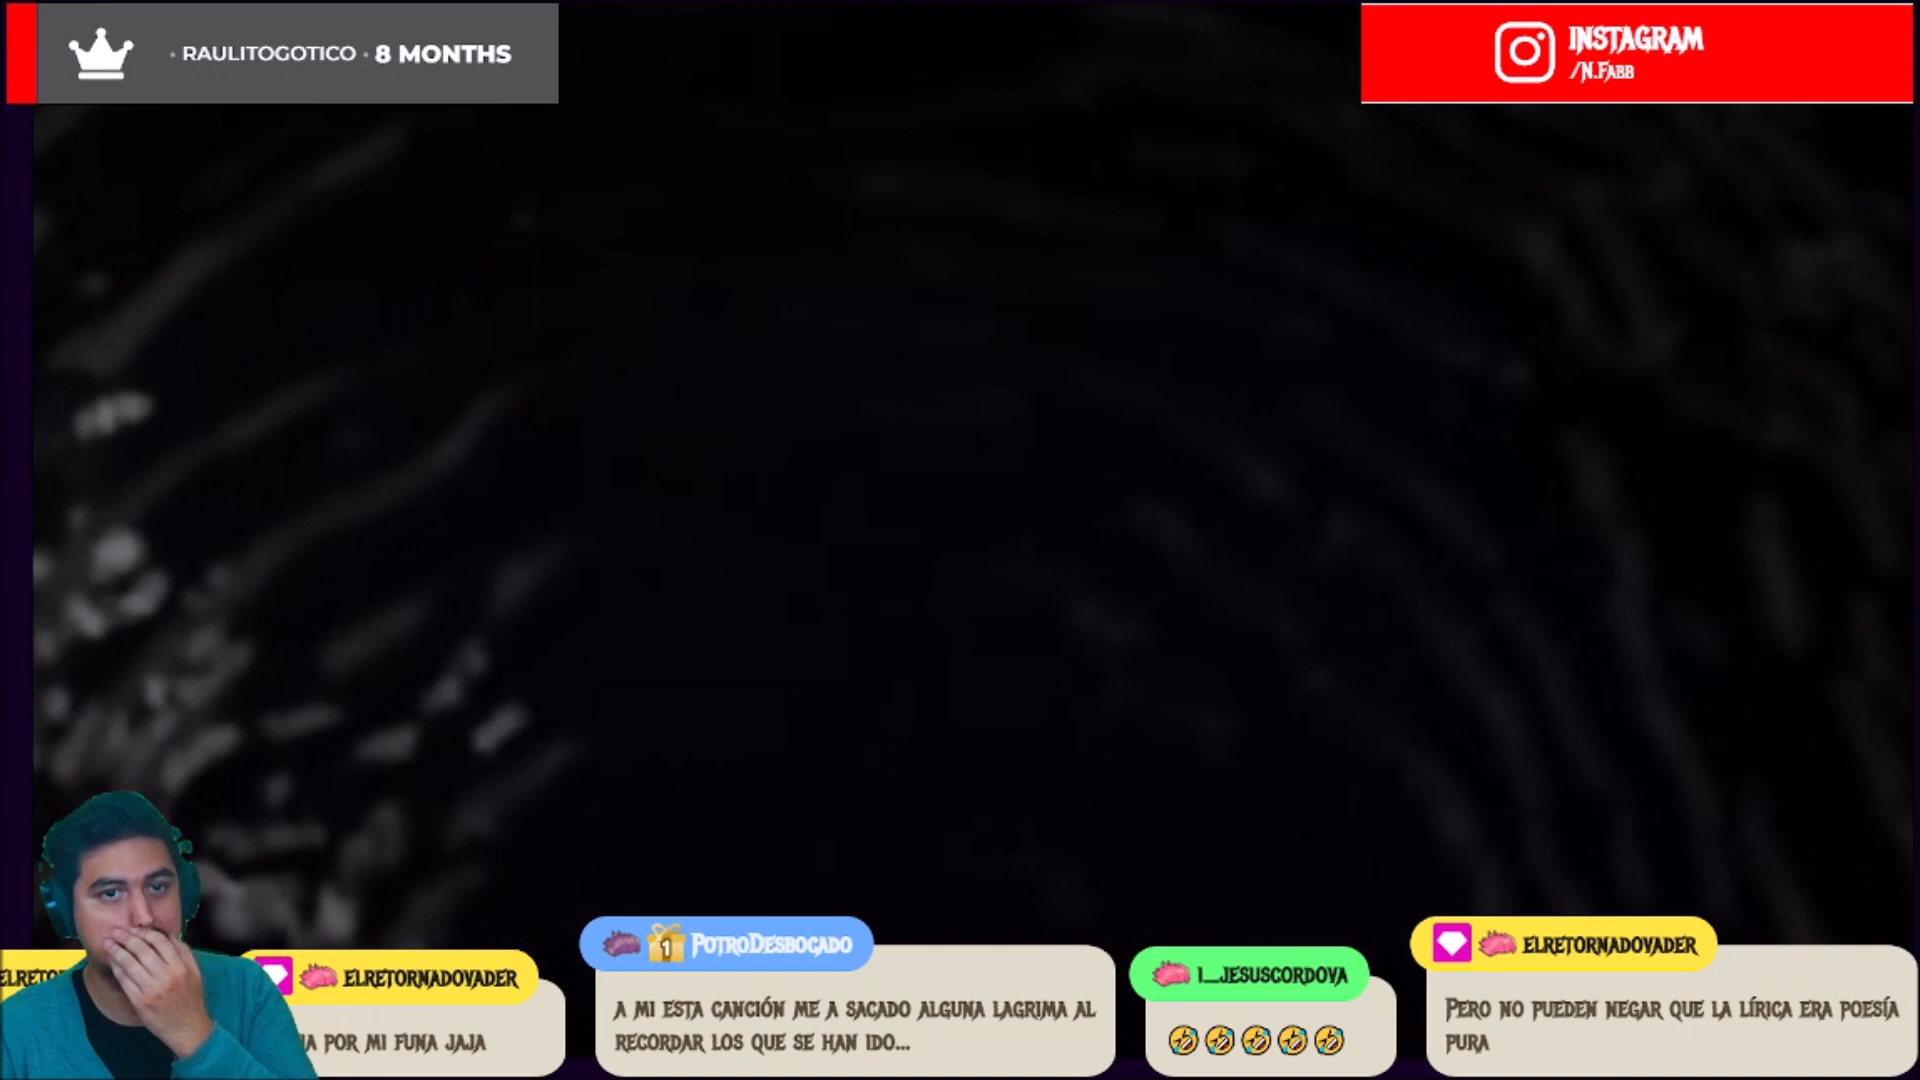 · RAULITOGOTICO · 8 MONTHS
INSTAGRAM
/N.FABB
ELRETORNADOVADER
POR MI FUNA JAJA
1
POTRODESBOCADO
A MI ESTA CANCIÓN ME A SACADO ALGUNA LAGRIMA AL
RECORDAR LOS QUE SE HAN IDO...
I_JESUSCORDOVA
🤣🤣🤣🤣🤣
ELRETORNADOVADER
PERO NO PUEDEN NEGAR QUE LA LÍRICA ERA POESÍA
PURA